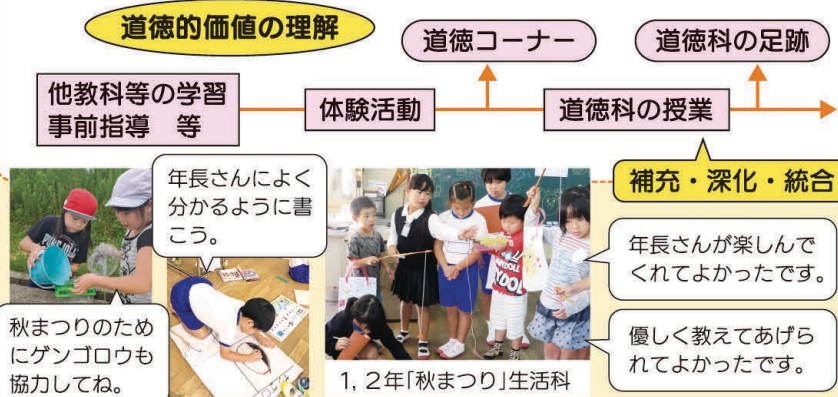 道徳的価値の理解
道徳コーナー
道徳科の足跡
他教科等の学習
事前指導　等
体験活動
道徳科の授業
補充・深化・統合
年長さんによく
分かるように書
こう。
秋まつりのため
にゲンゴロウも
協力してね。
1，2年「秋まつり」生活科
年長さんが楽しんで
くれてよかったです。
優しく教えてあげら
れてよかったです。